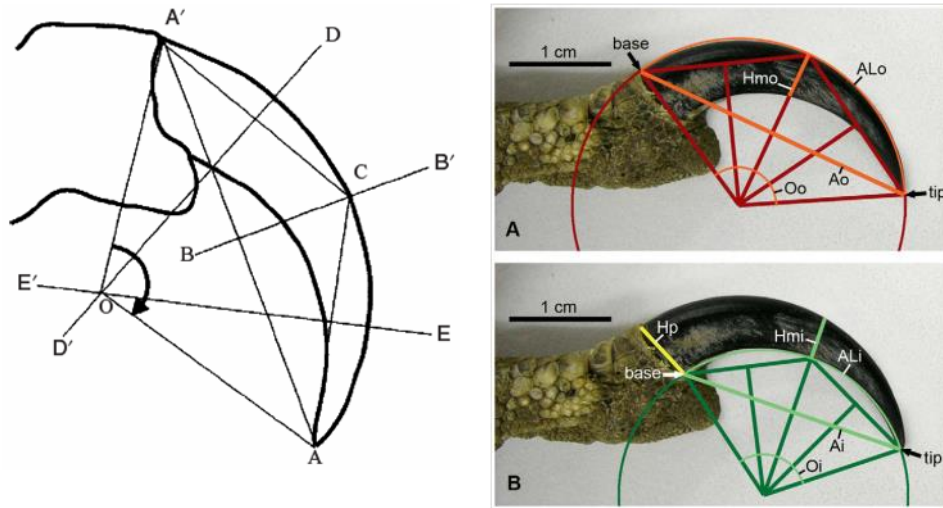 A′
D
C
B′
B
E′
O
D′
E
A
1 cm
base
Hmo
ALo
Ao
Oo
tip
A
1 cm
Hp
Hmi
ALi
base
Ai
Oi
tip
B